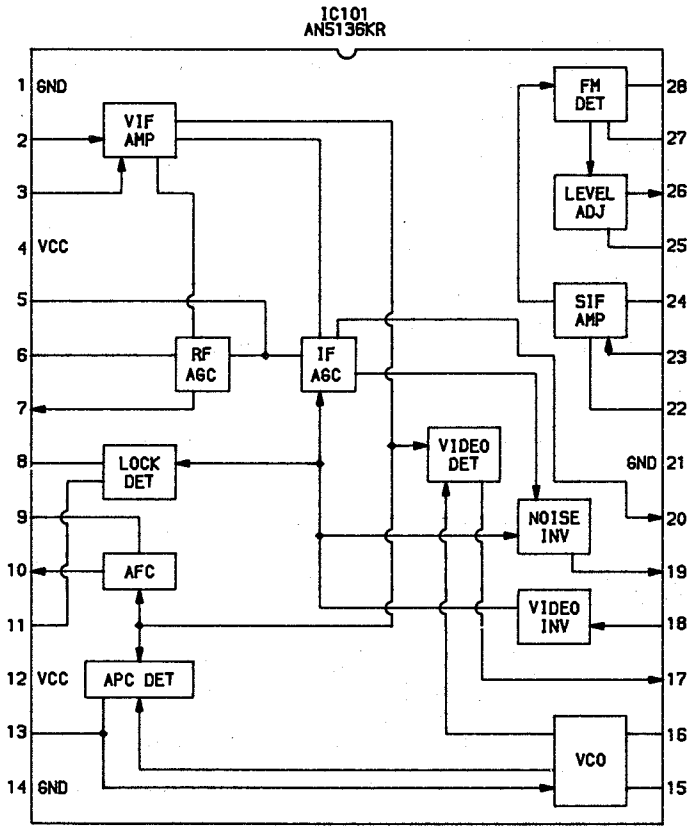 IC101
AN5136KR
1 GND
2
3
4 VCC
5
6
7
8
9
10
11
12 VCC
13
14 GND
VIF
AMP
RF
AGC
IF
AGC
LOCK
DET
AFC
APC DET
VIDEO
DET
NOISE
INV
VIDEO
INV
VCO
FM
DET
LEVEL
ADJ
SIF
AMP
28
27
26
25
24
23
22
GND 21
20
19
18
17
16
15